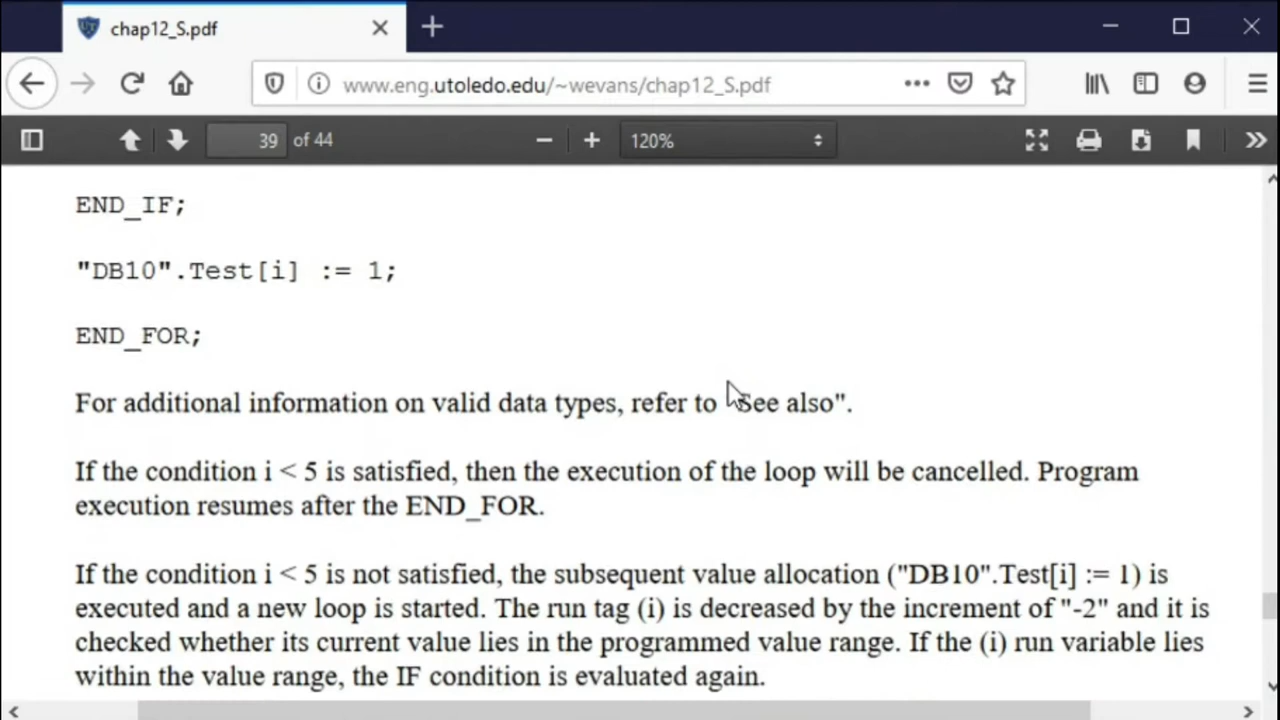 chap12_S.pdf
www.eng.utoledo.edu/~wevans/chap12_S.pdf
39 of 44
120%
END_IF;
"DB10".Test[i] := 1;
END_FOR;
For additional information on valid data types, refer to "See also".
If the condition i < 5 is satisfied, then the execution of the loop will be cancelled. Program
execution resumes after the END_FOR.
If the condition i < 5 is not satisfied, the subsequent value allocation ("DB10".Test[i] := 1) is
executed and a new loop is started. The run tag (i) is decreased by the increment of "-2" and it is
checked whether its current value lies in the programmed value range. If the (i) run variable lies
within the value range, the IF condition is evaluated again.